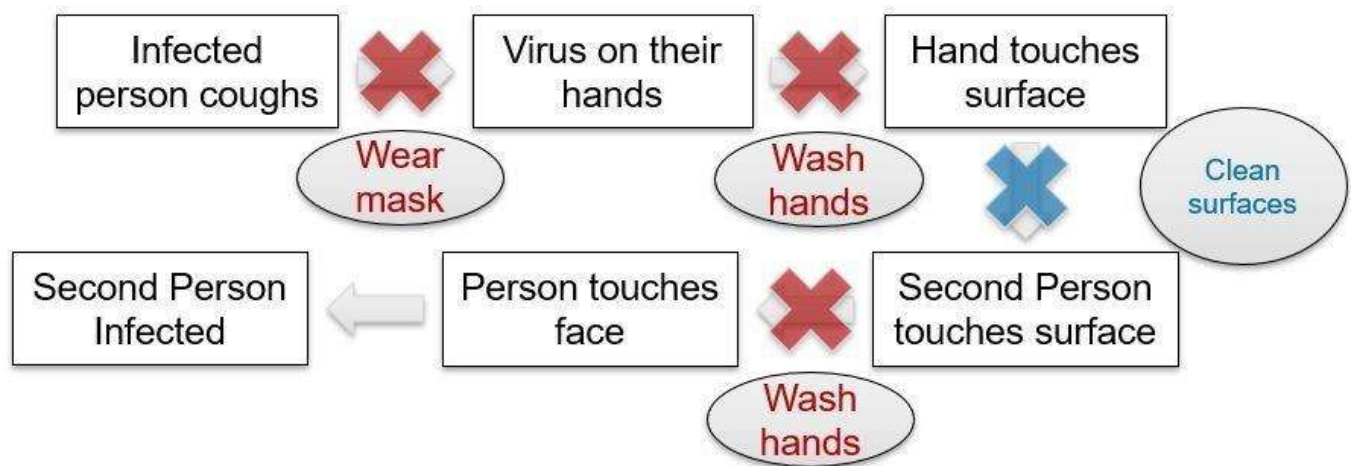 Infected
person coughs
Wear
mask
Virus on their
hands
Wash
hands
Hand touches
surface
Clean
surfaces
Second Person
touches surface
Wash
hands
Person touches
face
Second Person
Infected